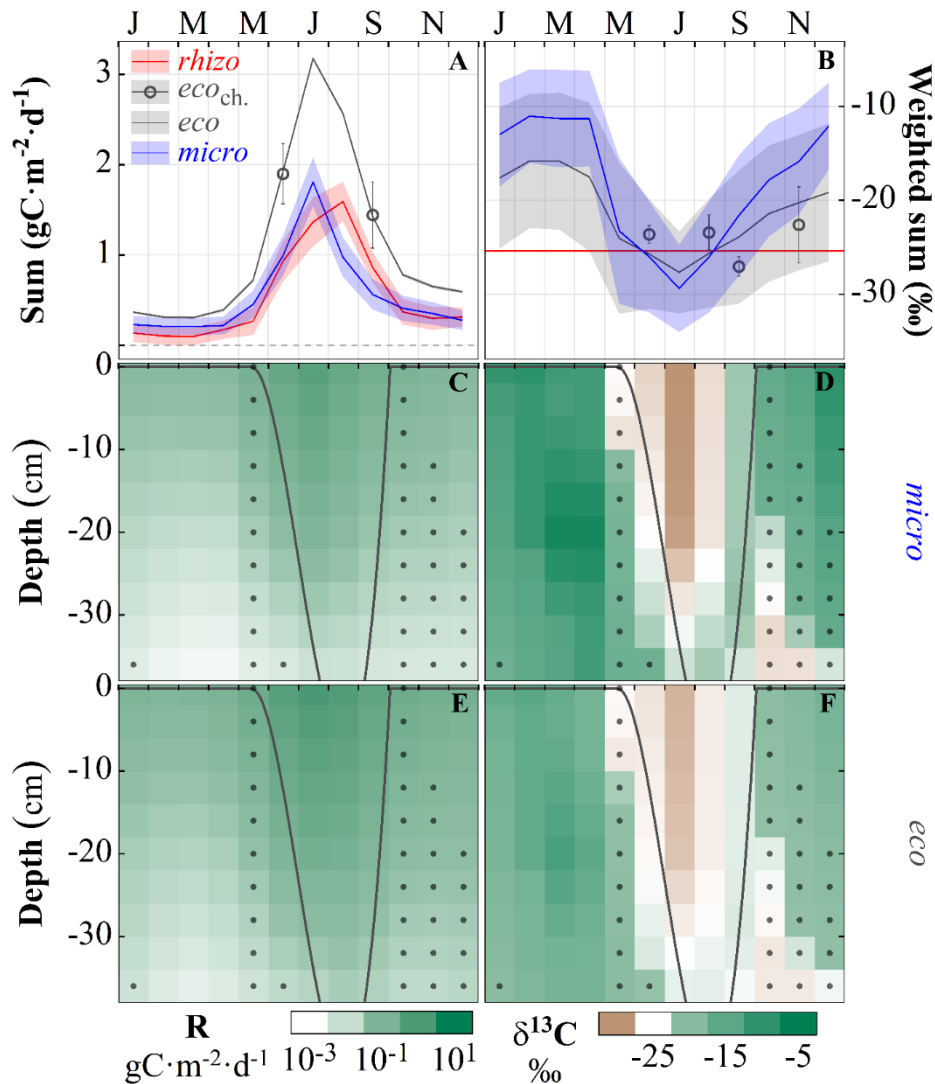 J M M J S N J M M J S N
A
rhizo
eco_ch.
eco
micro
3
2
1
0
Sum (gC·m⁻²·d⁻¹)
B
-10
-20
-30
Weighted sum (‰)
C
-10
-20
-30
Depth (cm)
D
micro
E
0
-10
-20
-30
Depth (cm)
F
eco
R
gC·m⁻²·d⁻¹
10⁻³ 10⁻¹ 10¹
δ¹³C
‰
-25 -15 -5